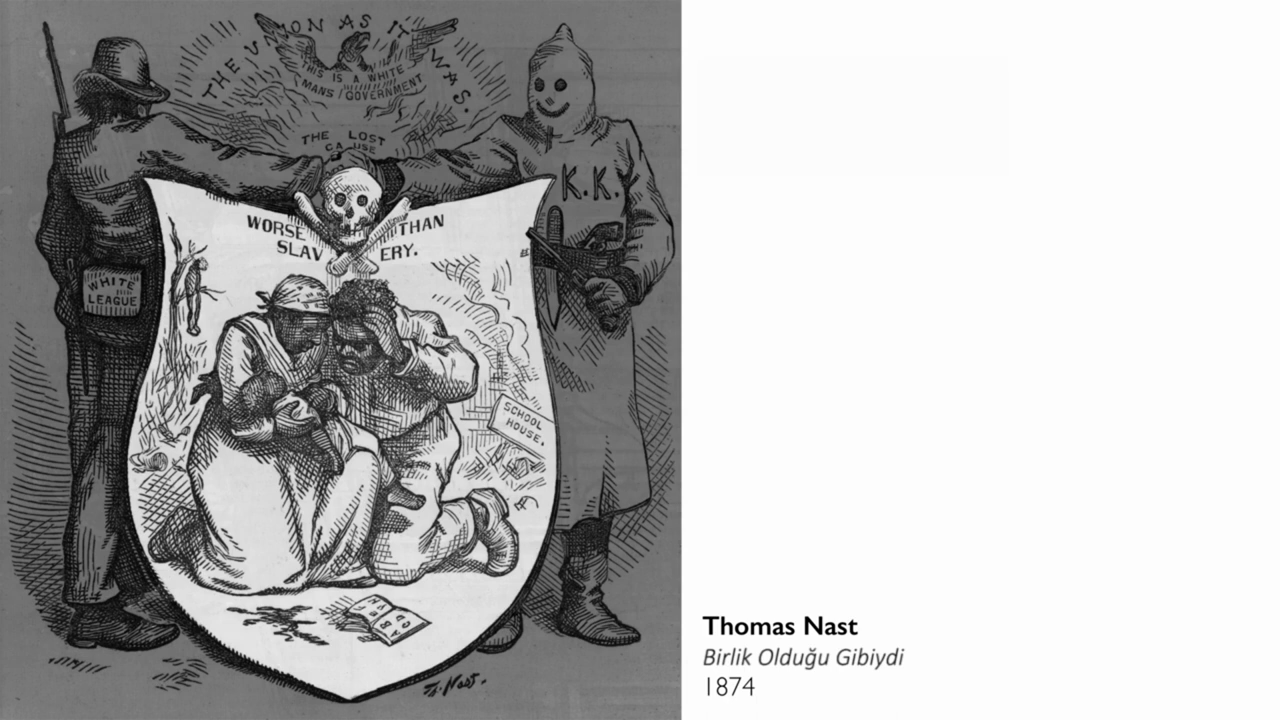 THE UNION AS IT WAS.
THIS IS A WHITE
MANS GOVERNMENT
THE LOST
CAUSE
K.K.
WORSE THAN
SLAVERY.
WHITE
LEAGUE
SCHOOL
HOUSE.
Th. Nast.
Thomas Nast
Birlik Olduğu Gibiydi
1874